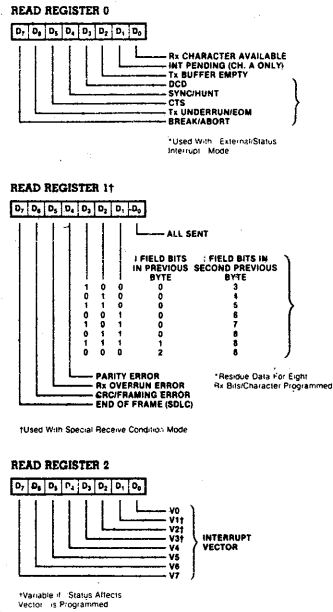 READ REGISTER 0
D7 D6 D5 D4 D3 D2 D1 D0
Rx CHARACTER AVAILABLE
INT PENDING (CH. A ONLY)
Tx BUFFER EMPTY
DCD
SYNC/HUNT
CTS
Tx UNDERRUN/EOM
BREAK/ABORT
*Used With External/Status
Interrupt Mode
READ REGISTER 1†
D7 D6 D5 D4 D3 D2 D1 D0
ALL SENT
I FIELD BITS I FIELD BITS IN
IN PREVIOUS SECOND PREVIOUS
BYTE BYTE
1 0 0 0 3
0 1 0 0 4
1 1 0 0 5
0 0 1 0 6
1 0 1 0 7
0 1 1 0 8
1 1 1 1 8
0 0 0 2 8
PARITY ERROR
Rx OVERRUN ERROR
CRC/FRAMING ERROR
END OF FRAME (SDLC)
*Residue Data For Eight
Rx Bits/Character Programmed
†Used With Special Receive Condition Mode
READ REGISTER 2
D7 D6 D5 D4 D3 D2 D1 D0
V0
V1†
V2†
V3†
V4
V5
V6
V7
INTERRUPT
VECTOR
†Variable if Status Affects
Vector is Programmed